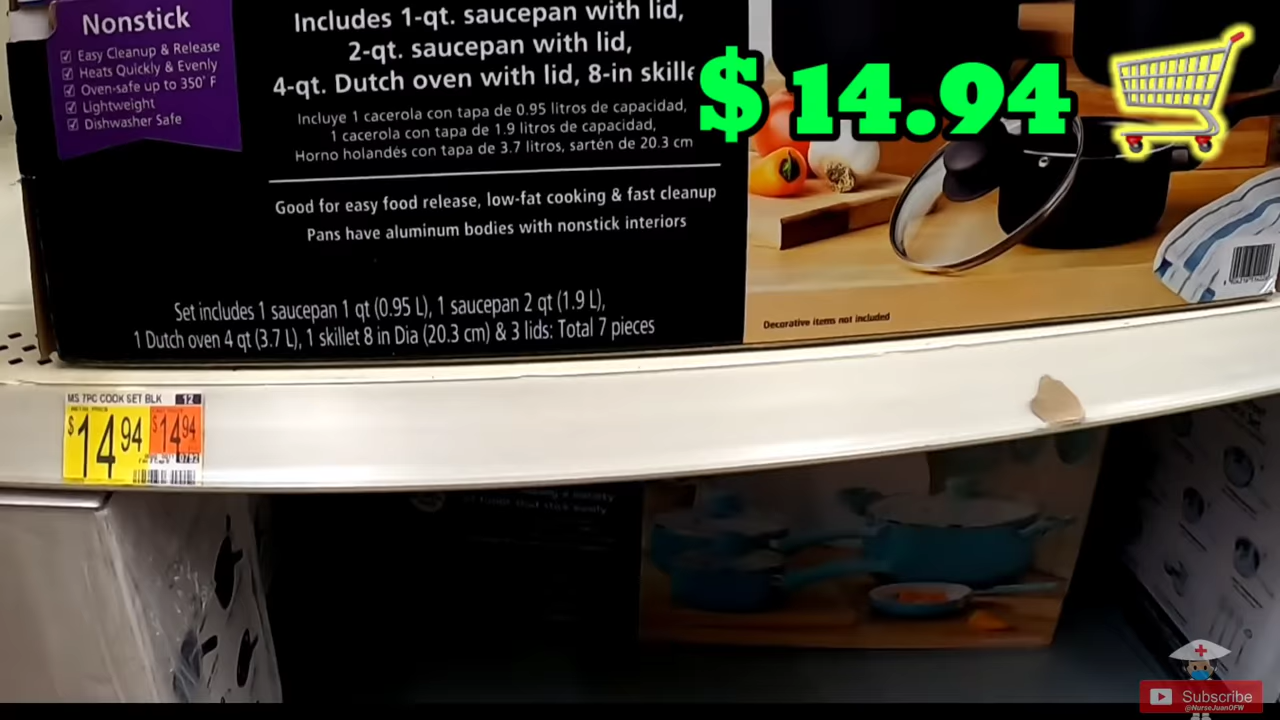 Nonstick
Easy Cleanup & Release
Heats Quickly & Evenly
Oven-safe up to 350° F
Lightweight
Dishwasher Safe
Includes 1-qt. saucepan with lid,
2-qt. saucepan with lid,
4-qt. Dutch oven with lid, 8-in skille
Incluye 1 cacerola con tapa de 0.95 litros de capacidad,
1 cacerola con tapa de 1.9 litros de capacidad,
Horno holandés con tapa de 3.7 litros, sartén de 20.3 cm
Good for easy food release, low-fat cooking & fast cleanup
Pans have aluminum bodies with nonstick interiors
Set includes 1 saucepan 1 qt (0.95 L), 1 saucepan 2 qt (1.9 L),
1 Dutch oven 4 qt (3.7 L), 1 skillet 8 in Dia (20.3 cm) & 3 lids: Total 7 pieces
$14.94
Decorative items not included
MS 7PC COOK SET BLK 12
$14.94 $14.94
Subscribe
@NurseJuanOFW